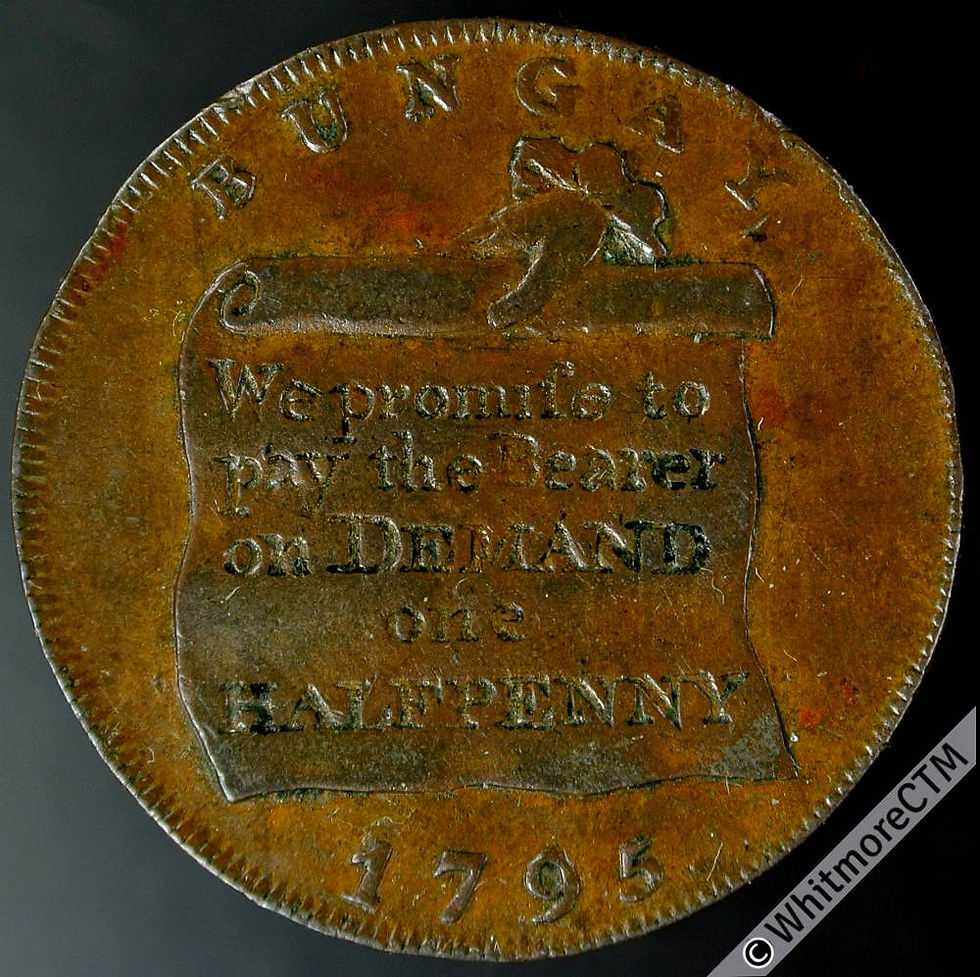 BUNGAY
We promiſe to
pay the Bearer
on DEMAND
one
HALFPENNY
1795
© WhitmoreCTM